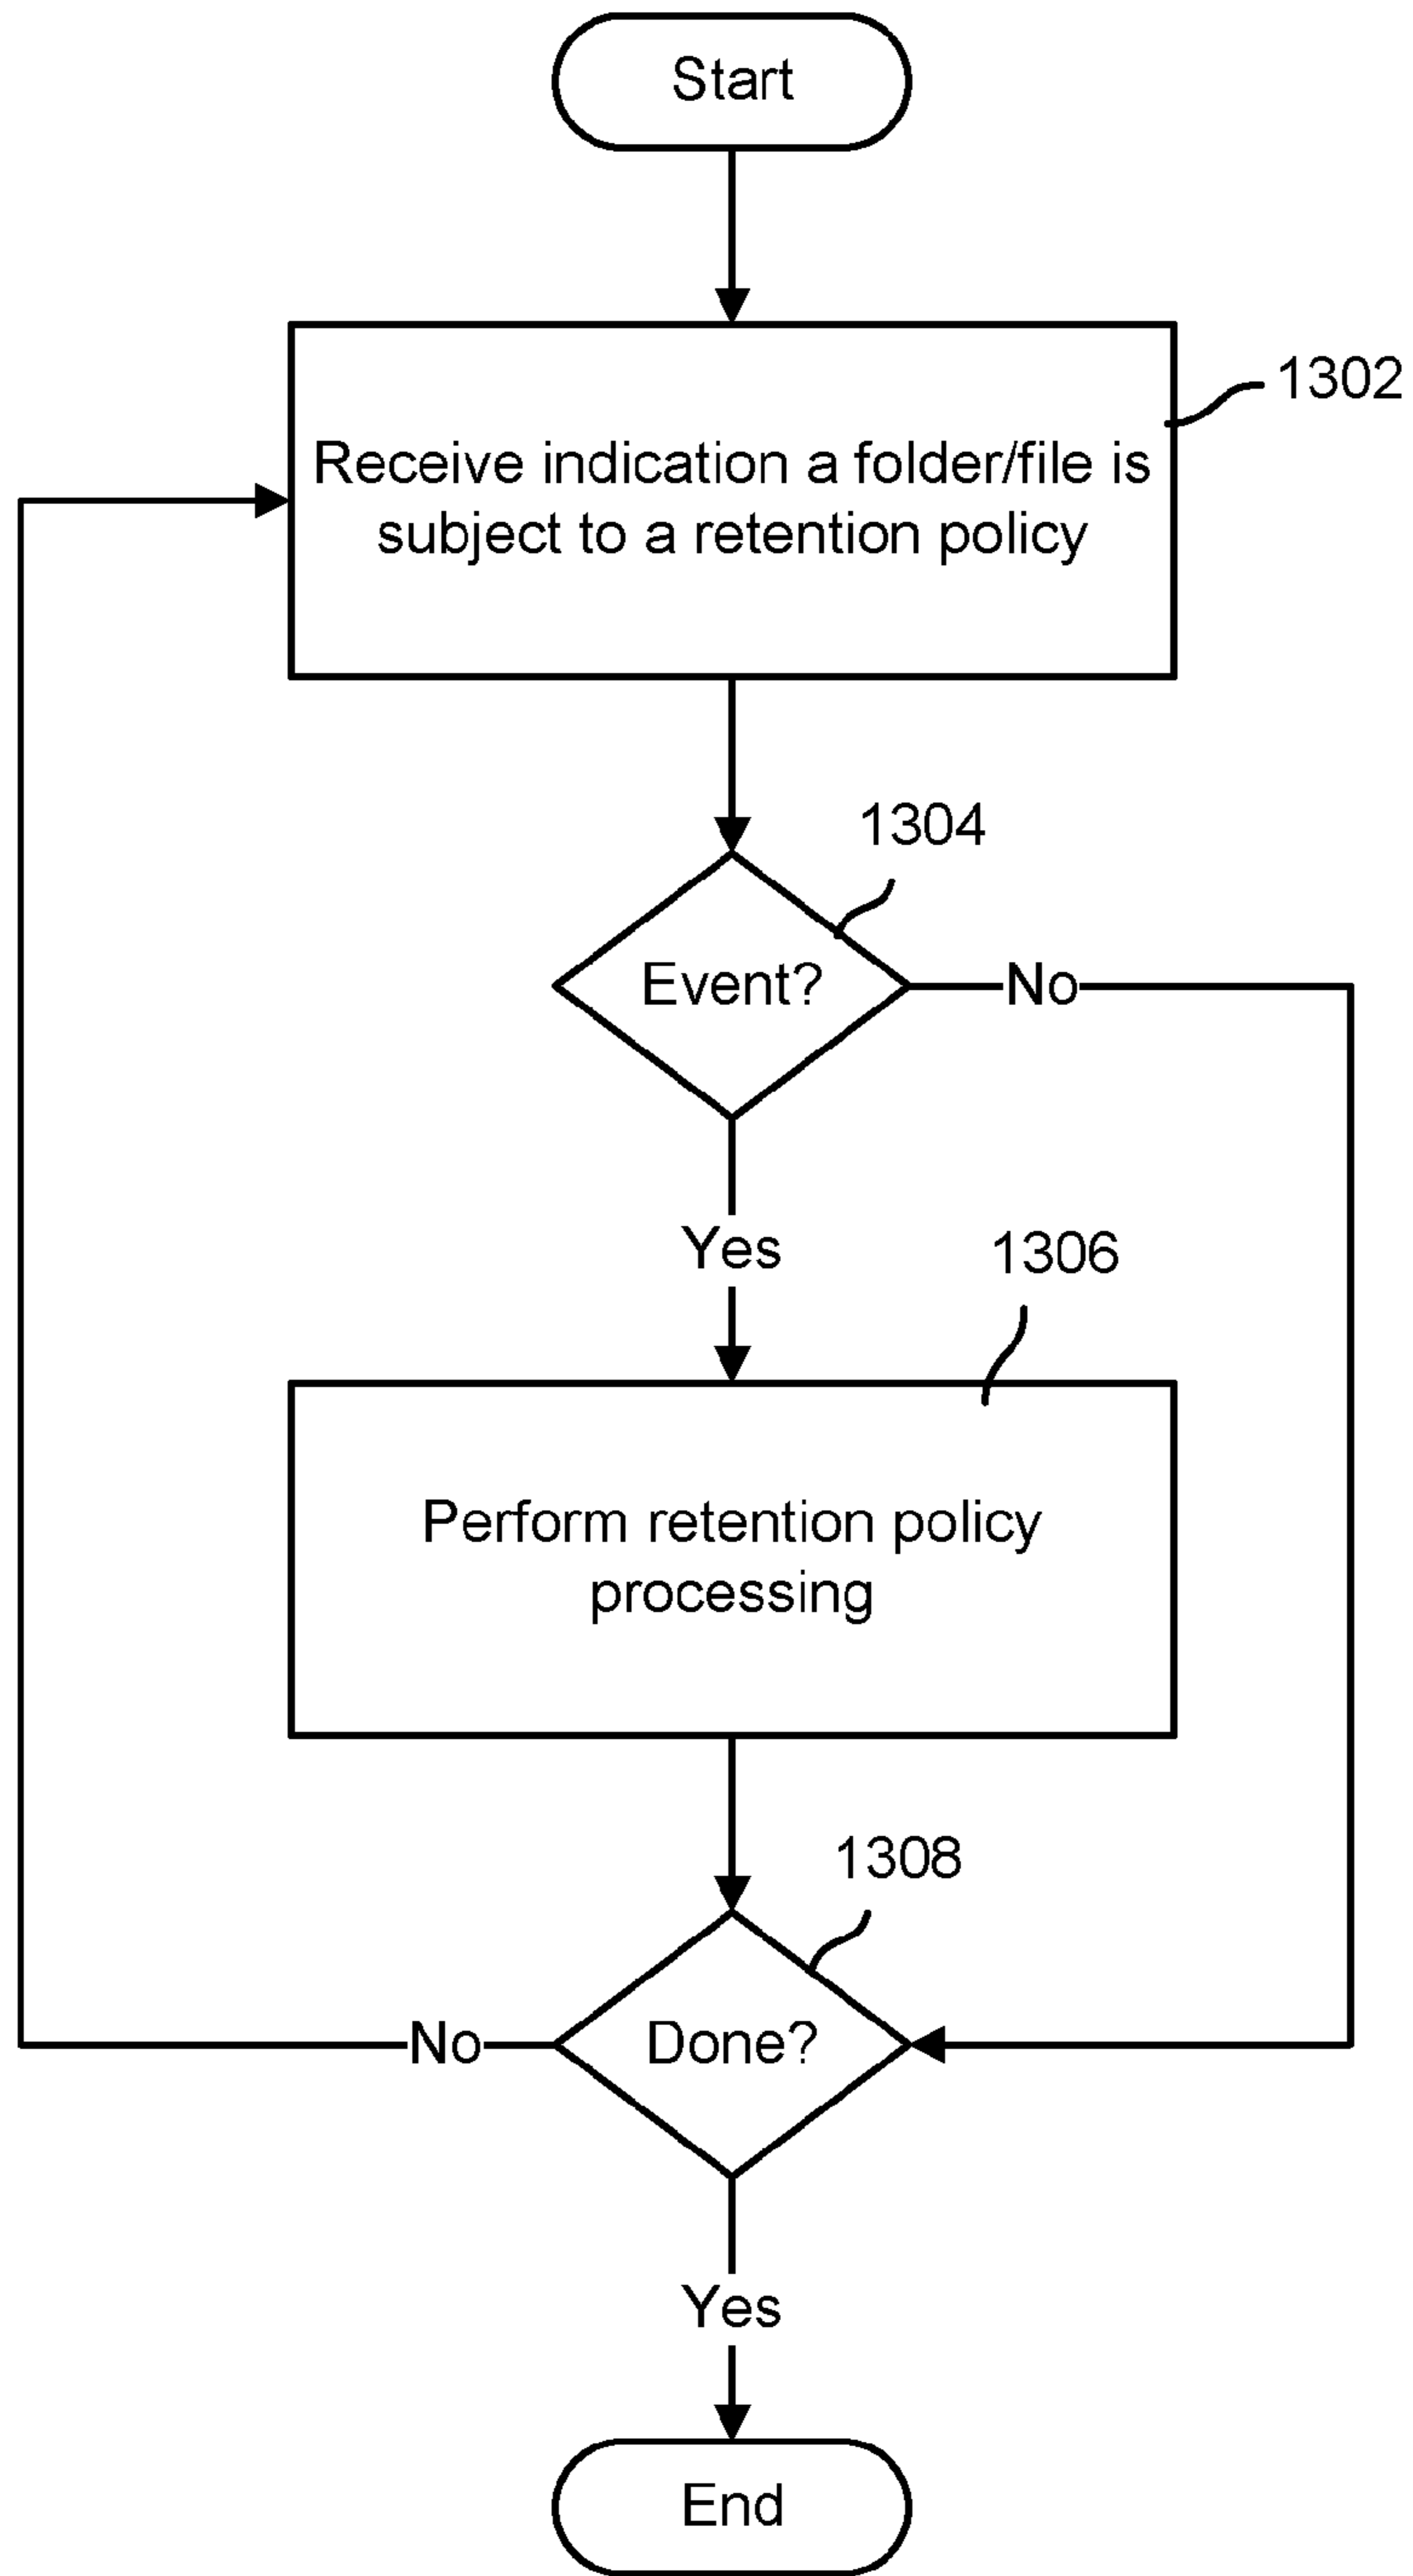 Start
1302
Receive indication a folder/file is
subject to a retention policy
1304
Event?
No
Yes
1306
Perform retention policy
processing
1308
No
Done?
Yes
End